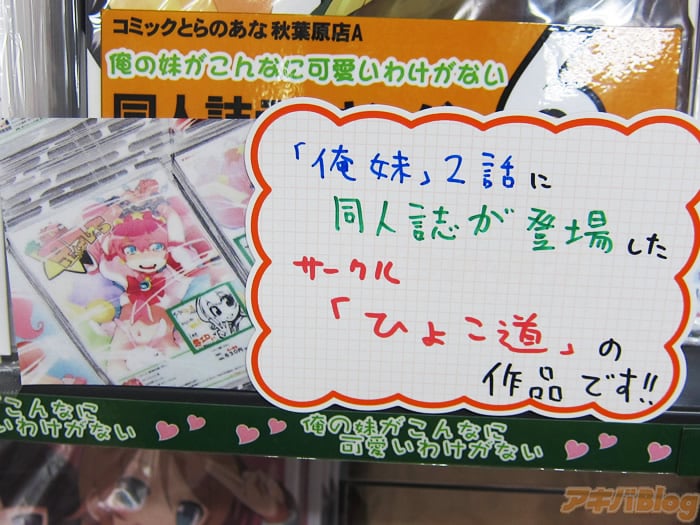 コミックとらのあな 秋葉原店A
俺の妹がこんなに可愛いわけがない
同人誌
「俺妹」2話に
同人誌が登場した
サークル
「ひよこ道」の
作品です!!
こんなに
いわけがない
俺の妹がこんなに
可愛いわけがない
アキバBlog